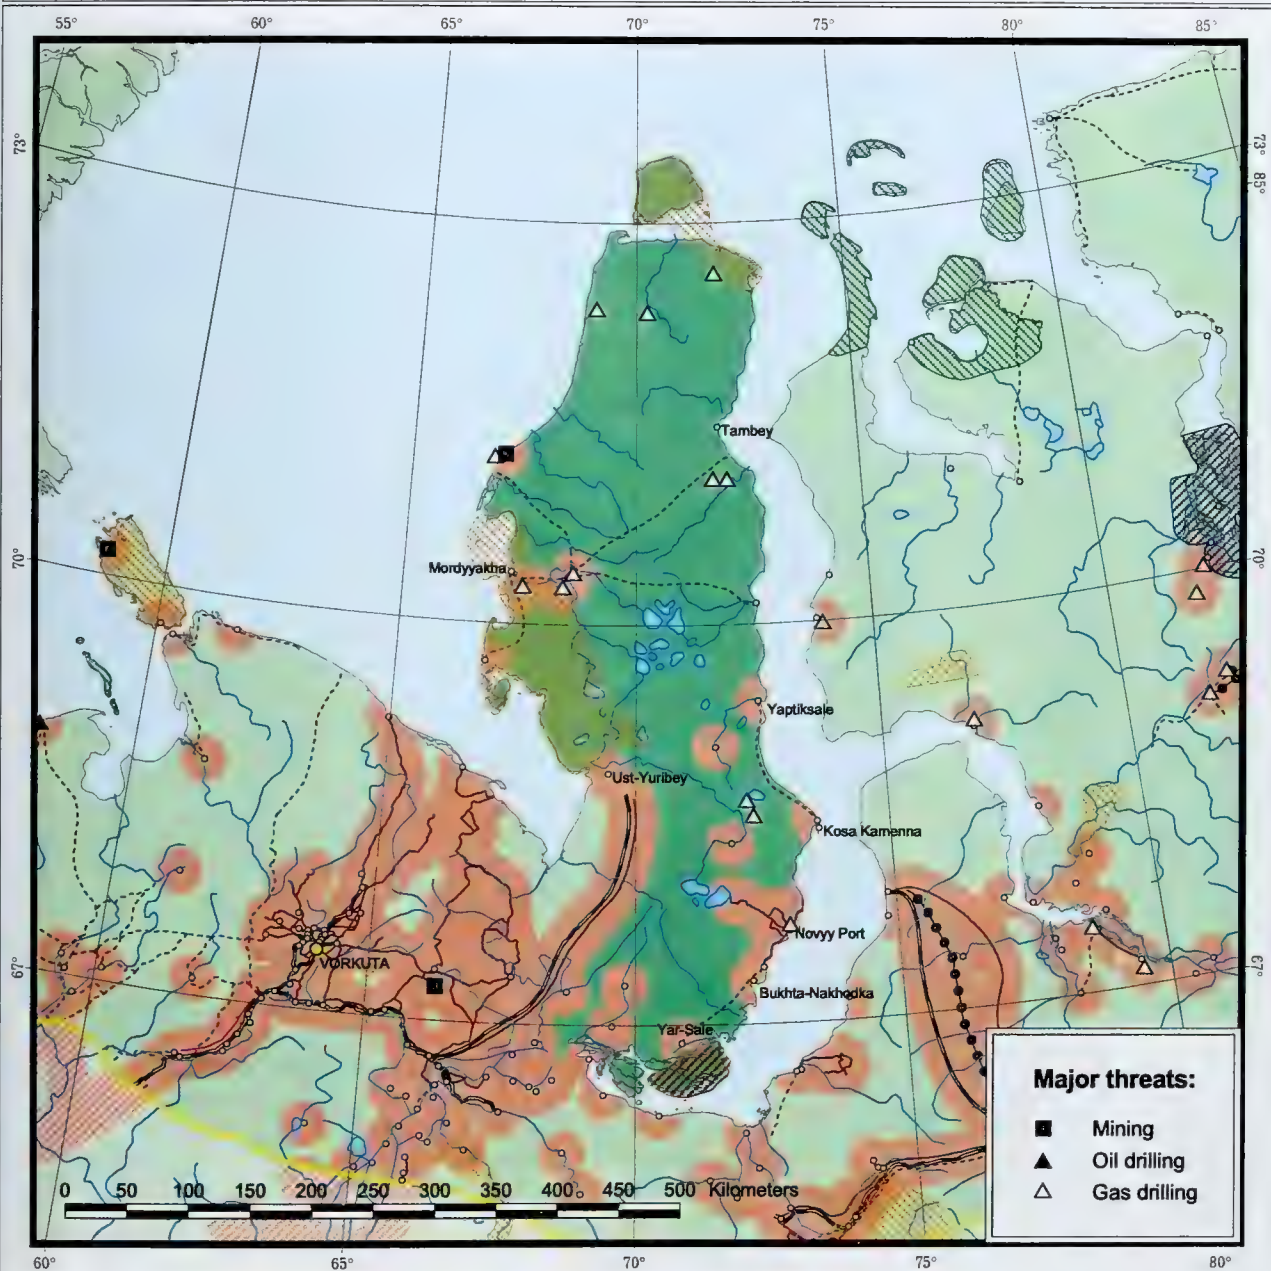 55° 60° 65° 70° 75° 80° 85°
73° 73°
85°
Tambey
70° Mordyyakha 70°
Yaptiksale
Ust-Yuribey
Kosa Kamenna
Novyy Port
VORKUTA
67° 67°
Bukhta-Nakhodka
Yar-Sale
Major threats:
Mining
Oil drilling
Gas drilling
0 50 100 150 200 250 300 350 400 450 500 Kilometers
60° 65° 70° 75° 80°